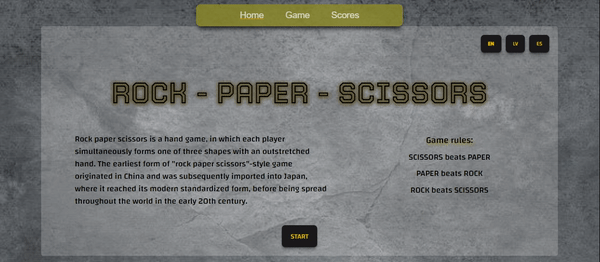 Home Game Scores
EN LV ES
ROCK - PAPER - SCISSORS
Rock paper scissors is a hand game, in which each player
simultaneously forms one of three shapes with an outstretched
hand. The earliest form of "rock paper scissors"-style game
originated in China and was subsequently imported into Japan,
where it reached its modern standardized form, before being spread
throughout the world in the early 20th century.
Game rules:
SCISSORS beats PAPER
PAPER beats ROCK
ROCK beats SCISSORS
START